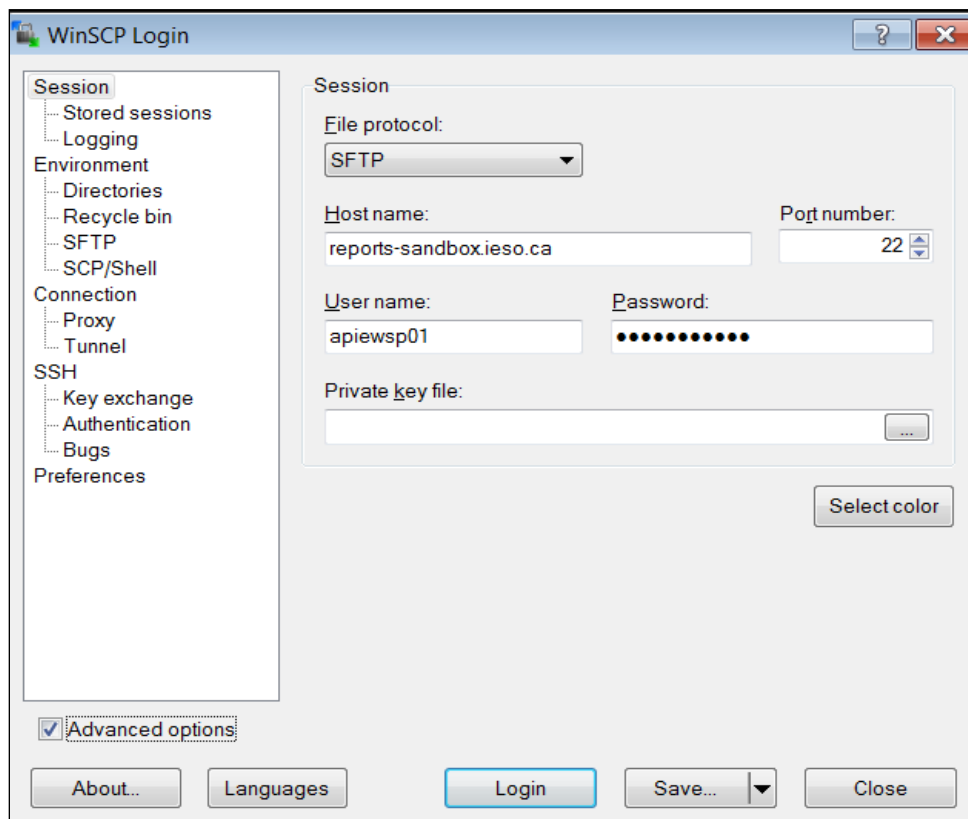 WinSCP Login
Session
Stored sessions
Logging
Environment
Directories
Recycle bin
SFTP
SCP/Shell
Connection
Proxy
Tunnel
SSH
Key exchange
Authentication
Bugs
Preferences
Advanced options
Session
File protocol:
SFTP
Host name:
Port number:
reports-sandbox.ieso.ca
22
User name:
Password:
apiewsp01
●●●●●●●●●●●
Private key file:
...
Select color
About...
Languages
Login
Save...
Close